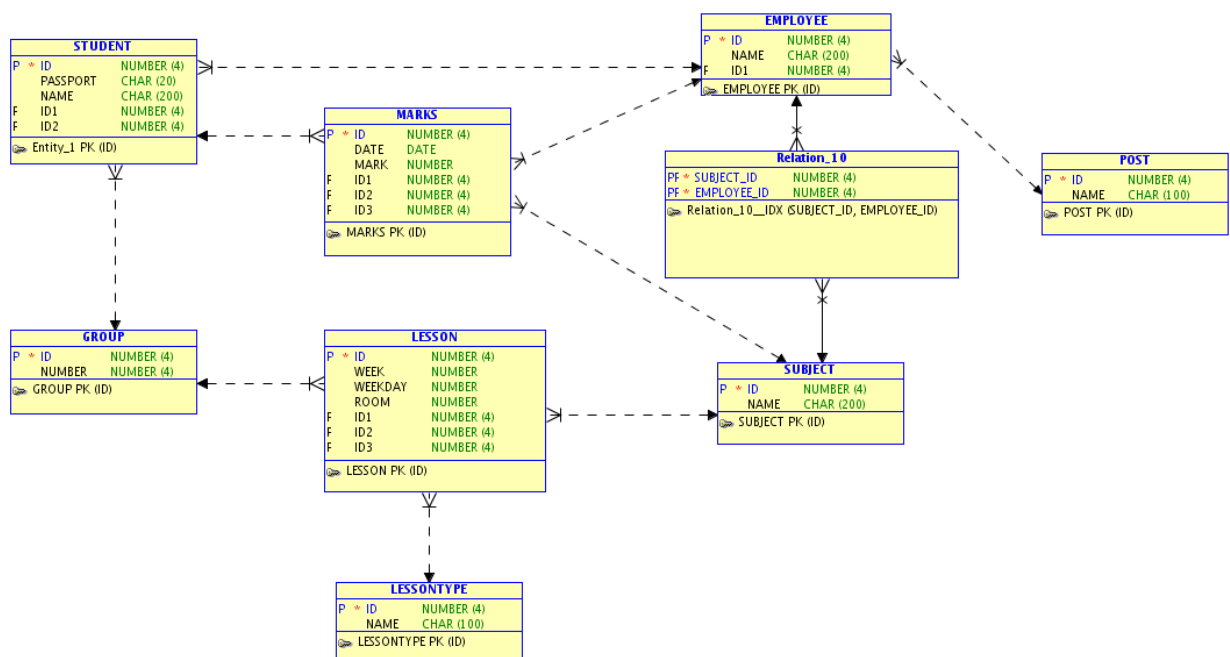 STUDENT
P * ID NUMBER (4)
PASSPORT CHAR (20)
NAME CHAR (200)
F ID1 NUMBER (4)
F ID2 NUMBER (4)
Entity_1 PK (ID)
MARKS
P * ID NUMBER (4)
DATE DATE
MARK NUMBER
F ID1 NUMBER (4)
F ID2 NUMBER (4)
F ID3 NUMBER (4)
MARKS PK (ID)
EMPLOYEE
P * ID NUMBER (4)
NAME CHAR (200)
F ID1 NUMBER (4)
EMPLOYEE PK (ID)
Relation_10
PF * SUBJECT_ID NUMBER (4)
PF * EMPLOYEE_ID NUMBER (4)
Relation_10__IDX (SUBJECT_ID, EMPLOYEE_ID)
POST
P * ID NUMBER (4)
NAME CHAR (100)
POST PK (ID)
GROUP
P * ID NUMBER (4)
NUMBER NUMBER (4)
GROUP PK (ID)
LESSON
P * ID NUMBER (4)
WEEK NUMBER
WEEKDAY NUMBER
ROOM NUMBER
F ID1 NUMBER (4)
F ID2 NUMBER (4)
F ID3 NUMBER (4)
LESSON PK (ID)
SUBJECT
P * ID NUMBER (4)
NAME CHAR (200)
SUBJECT PK (ID)
LESSONTYPE
P * ID NUMBER (4)
NAME CHAR (100)
LESSONTYPE PK (ID)